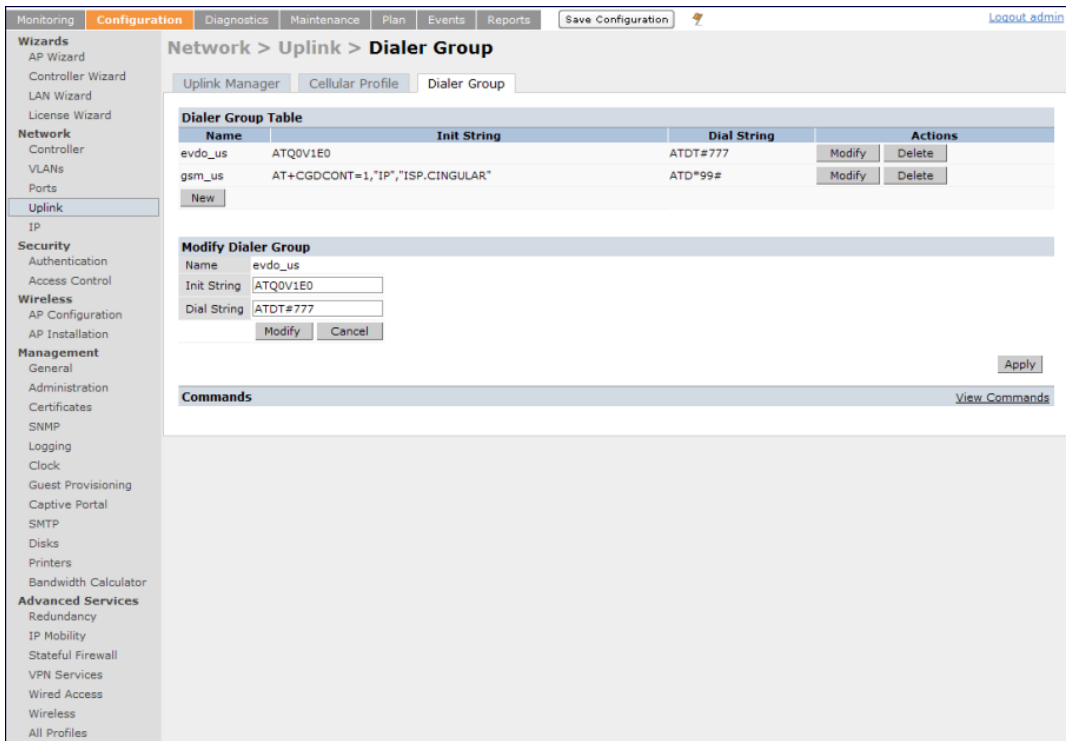 Monitoring Configuration Diagnostics Maintenance Plan Events Reports Save Configuration Logout admin
Wizards
AP Wizard
Controller Wizard
LAN Wizard
License Wizard
Network
Controller
VLANs
Ports
Uplink
IP
Security
Authentication
Access Control
Wireless
AP Configuration
AP Installation
Management
General
Administration
Certificates
SNMP
Logging
Clock
Guest Provisioning
Captive Portal
SMTP
Disks
Printers
Bandwidth Calculator
Advanced Services
Redundancy
IP Mobility
Stateful Firewall
VPN Services
Wired Access
Wireless
All Profiles
Network > Uplink > Dialer Group
Uplink Manager Cellular Profile Dialer Group
Dialer Group Table
Name Init String Dial String Actions
evdo_us ATQ0V1E0 ATDT#777 Modify Delete
gsm_us AT+CGDCONT=1,"IP","ISP.CINGULAR" ATD*99# Modify Delete
New
Modify Dialer Group
Name evdo_us
Init String ATQ0V1E0
Dial String ATDT#777
Modify Cancel
Apply
Commands View Commands